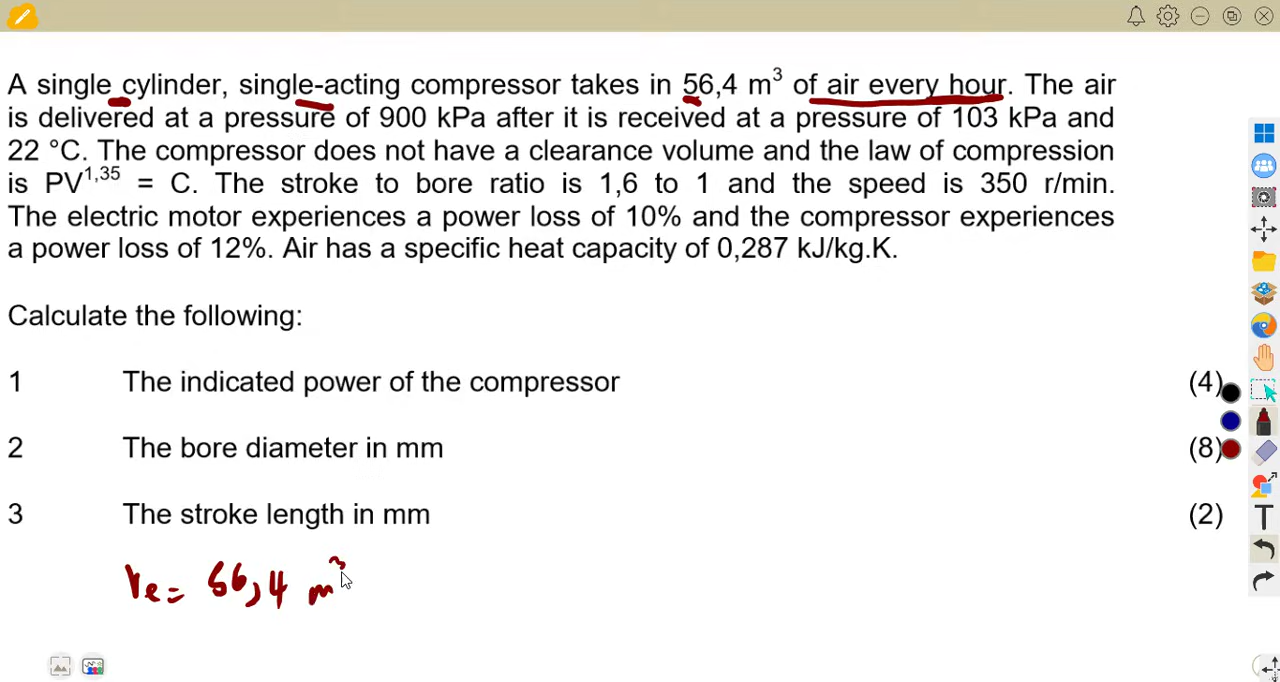 A single cylinder, single-acting compressor takes in 56,4 m³ of air every hour. The air
is delivered at a pressure of 900 kPa after it is received at a pressure of 103 kPa and
22 °C. The compressor does not have a clearance volume and the law of compression
is PV¹,³⁵ = C. The stroke to bore ratio is 1,6 to 1 and the speed is 350 r/min.
The electric motor experiences a power loss of 10% and the compressor experiences
a power loss of 12%. Air has a specific heat capacity of 0,287 kJ/kg.K.
Calculate the following:
1 The indicated power of the compressor (4)
2 The bore diameter in mm (8)
3 The stroke length in mm (2)
Ve = 56,4 m³
T